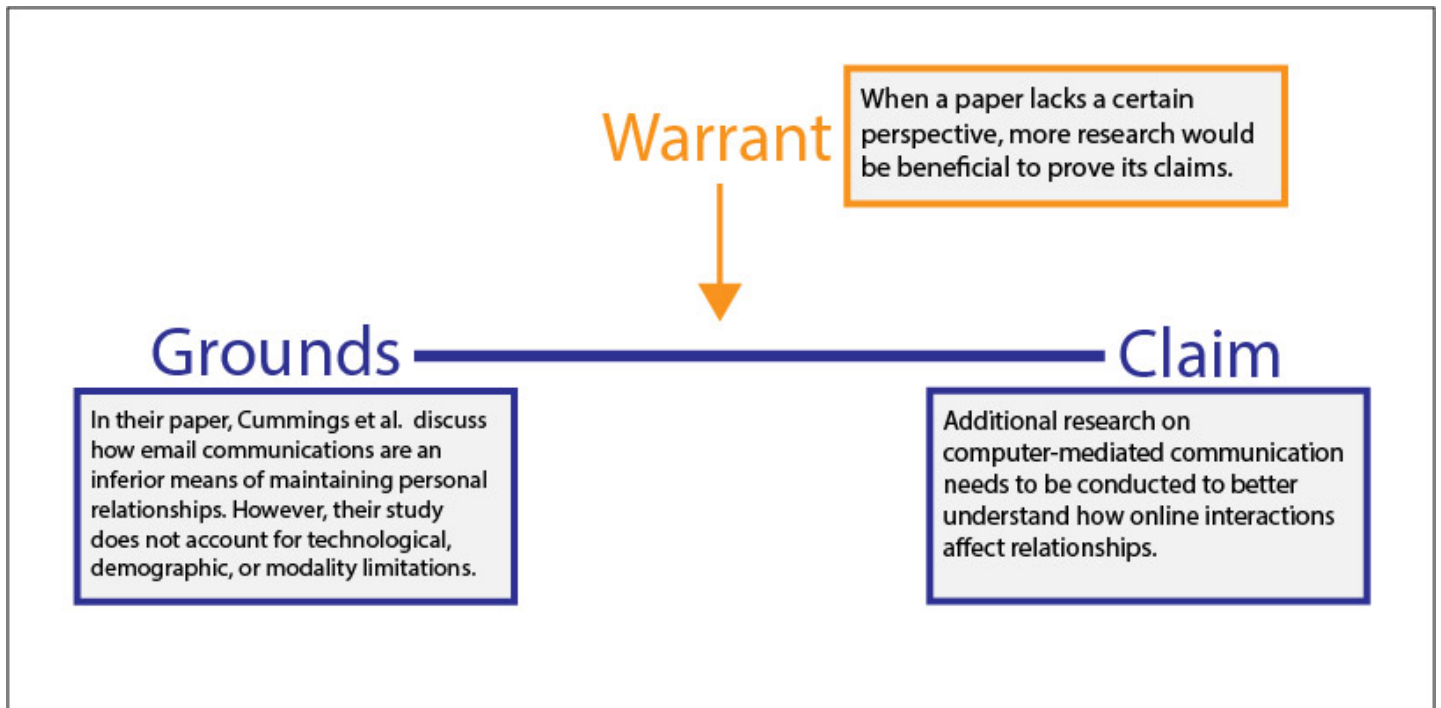 Warrant
When a paper lacks a certain
perspective, more research would
be beneficial to prove its claims.
Grounds
Claim
In their paper, Cummings et al. discuss
how email communications are an
inferior means of maintaining personal
relationships. However, their study
does not account for technological,
demographic, or modality limitations.
Additional research on
computer-mediated communication
needs to be conducted to better
understand how online interactions
affect relationships.